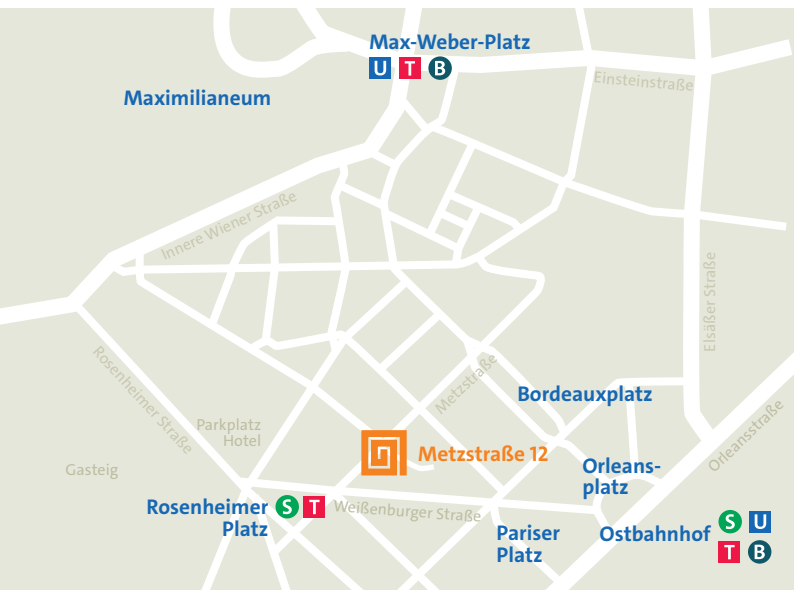 Max-Weber-Platz
U T B
Einsteinstraße
Maximilianeum
Innere Wiener Straße
Elsäßer Straße
Rosenheimer Straße
Metzstraße
Bordeauxplatz
Parkplatz
Hotel
Orleansstraße
Metzstraße 12
Gasteig
Orleans-
platz
Rosenheimer S T
Platz
Weißenburger Straße
Pariser
Platz
Ostbahnhof S U
T B